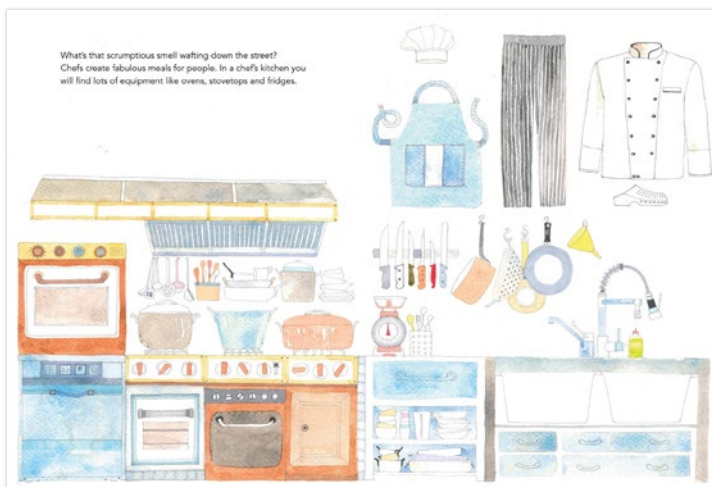 What's that scrumptious smell wafting down the street?
Chefs create fabulous meals for people. In a chef's kitchen you
will find lots of equipment like ovens, stovetops and fridges.